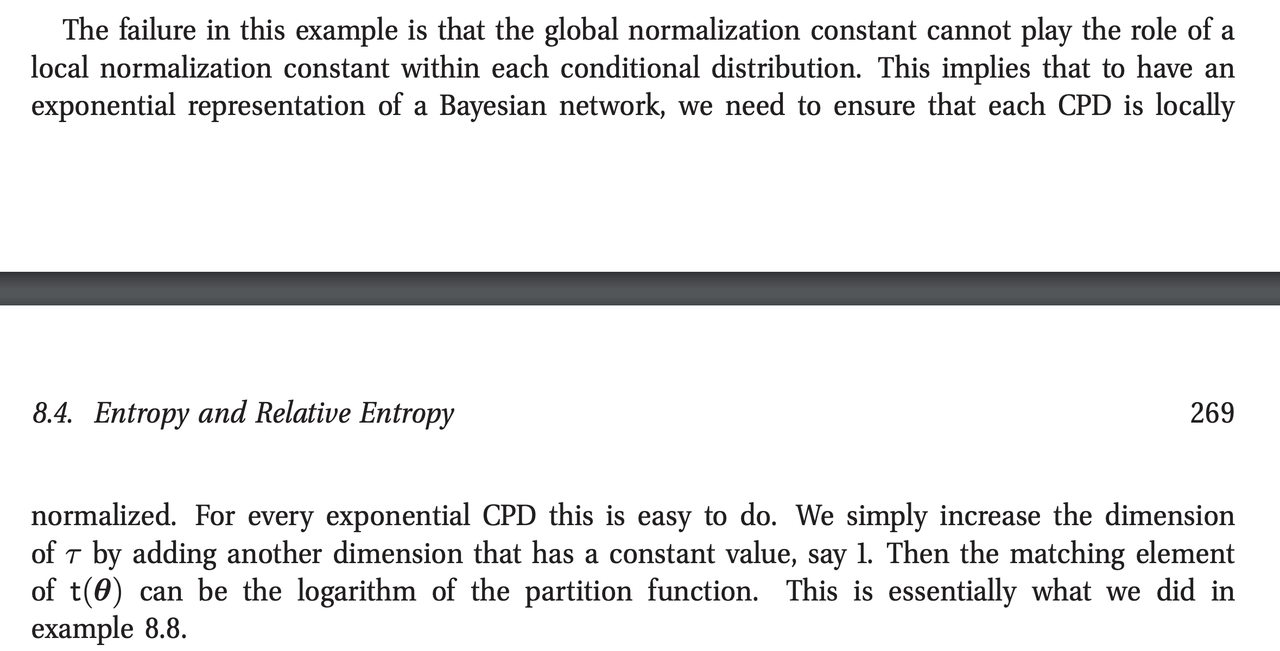 The failure in this example is that the global normalization constant cannot play the role of a
local normalization constant within each conditional distribution. This implies that to have an
exponential representation of a Bayesian network, we need to ensure that each CPD is locally
8.4. Entropy and Relative Entropy 269
normalized. For every exponential CPD this is easy to do. We simply increase the dimension
of τ by adding another dimension that has a constant value, say 1. Then the matching element
of t(θ) can be the logarithm of the partition function. This is essentially what we did in
example 8.8.